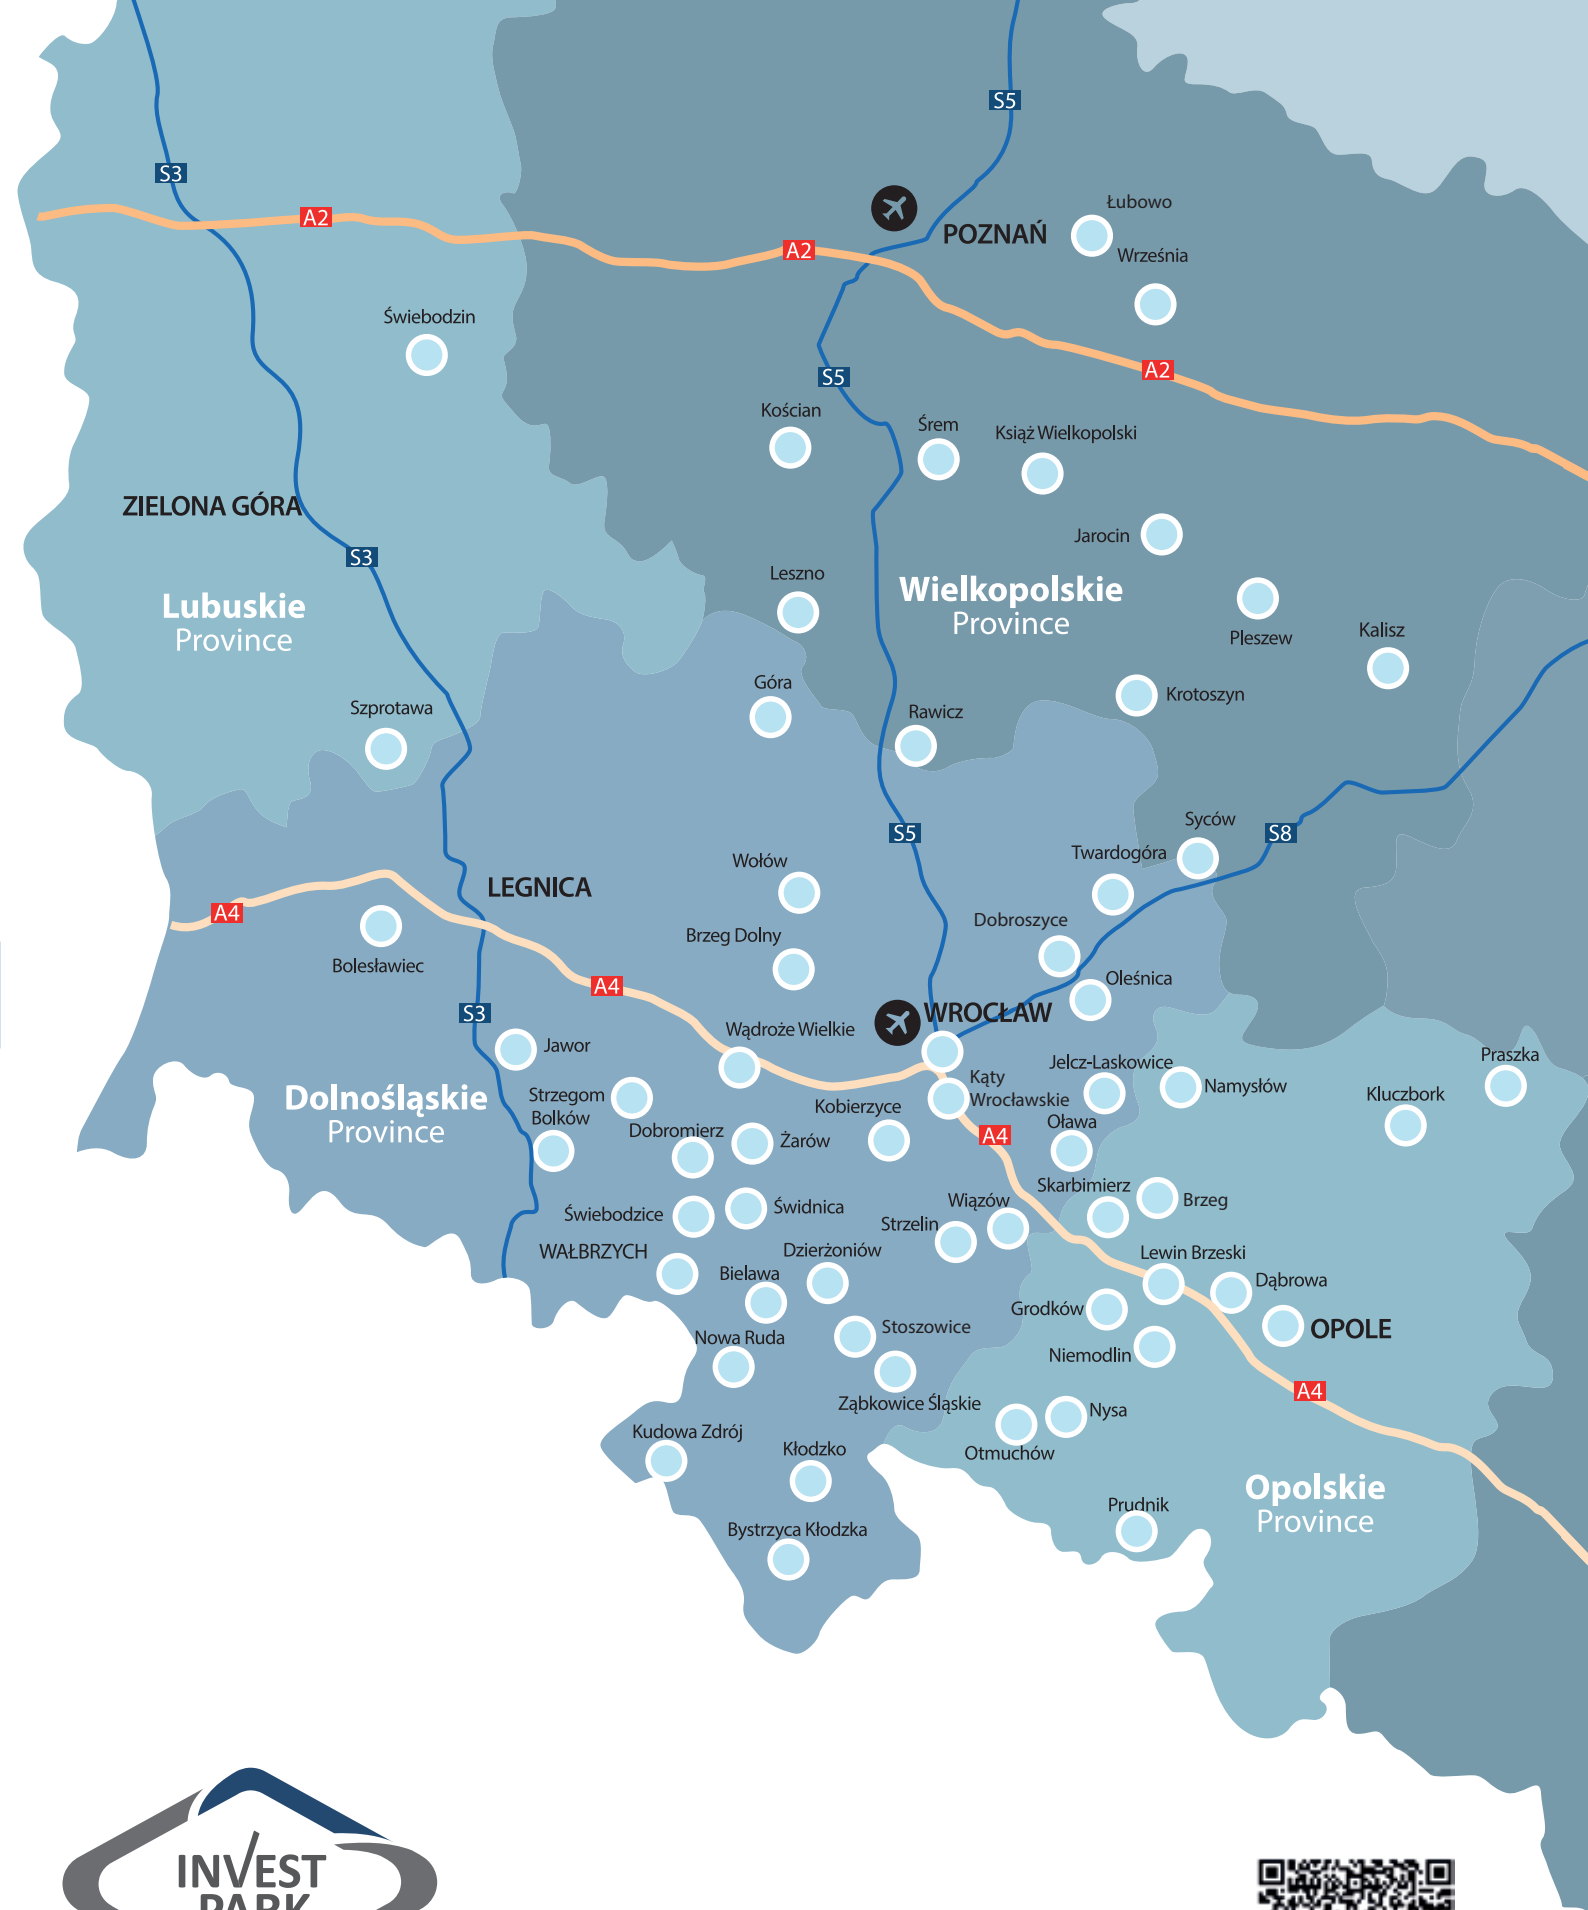 S5
S3
Łubowo
A2
POZNAŃ
A2
Września
Świebodzin
A2
S5
Kościan
Śrem
Książ Wielkopolski
ZIELONA GÓRA
Jarocin
S3
Leszno
Wielkopolskie
Province
Lubuskie
Province
Pleszew
Kalisz
Góra
Krotoszyn
Szprotawa
Rawicz
Syców
S5
S8
Twardogóra
Wołów
LEGNICA
A4
Dobroszyce
Brzeg Dolny
Bolesławiec
Oleśnica
A4
S3
WROCŁAW
Wądroże Wielkie
Jawor
Praszka
Jelcz-Laskowice
Kąty
Wrocławskie
Namysłów
Dolnośląskie
Province
Strzegom
Kluczbork
Kobierzyce
Bolków
Oława
Dobromierz
A4
Żarów
Skarbimierz
Brzeg
Wiązów
Świdnica
Świebodzice
Strzelin
WAŁBRZYCH
Dzierżoniów
Lewin Brzeski
Bielawa
Dąbrowa
Grodków
Stoszowice
OPOLE
Nowa Ruda
Niemodlin
A4
Ząbkowice Śląskie
Nysa
Kudowa Zdrój
Kłodzko
Otmuchów
Opolskie
Province
Prudnik
Bystrzyca Kłodzka
INVEST
PARK